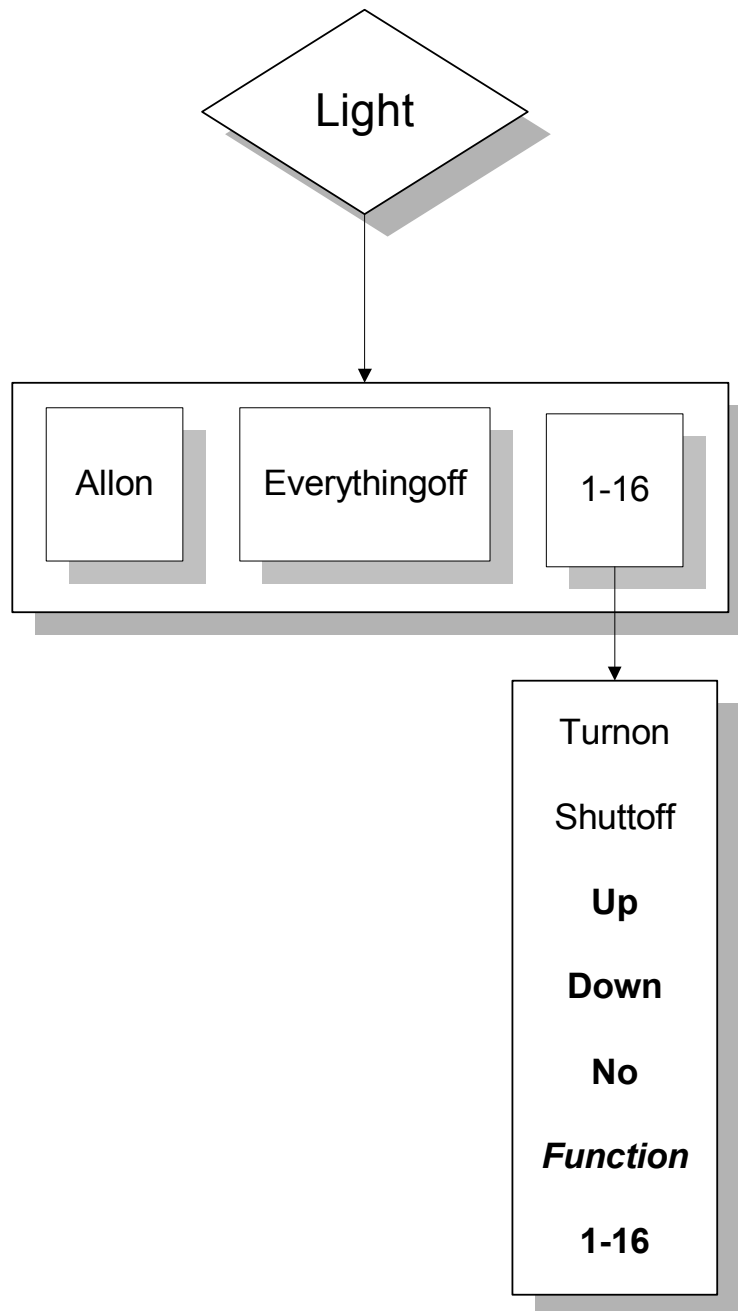 Light
Allon
Everythingoff
1-16
Turnon
Shuttoff
Up
Down
No
Function
1-16